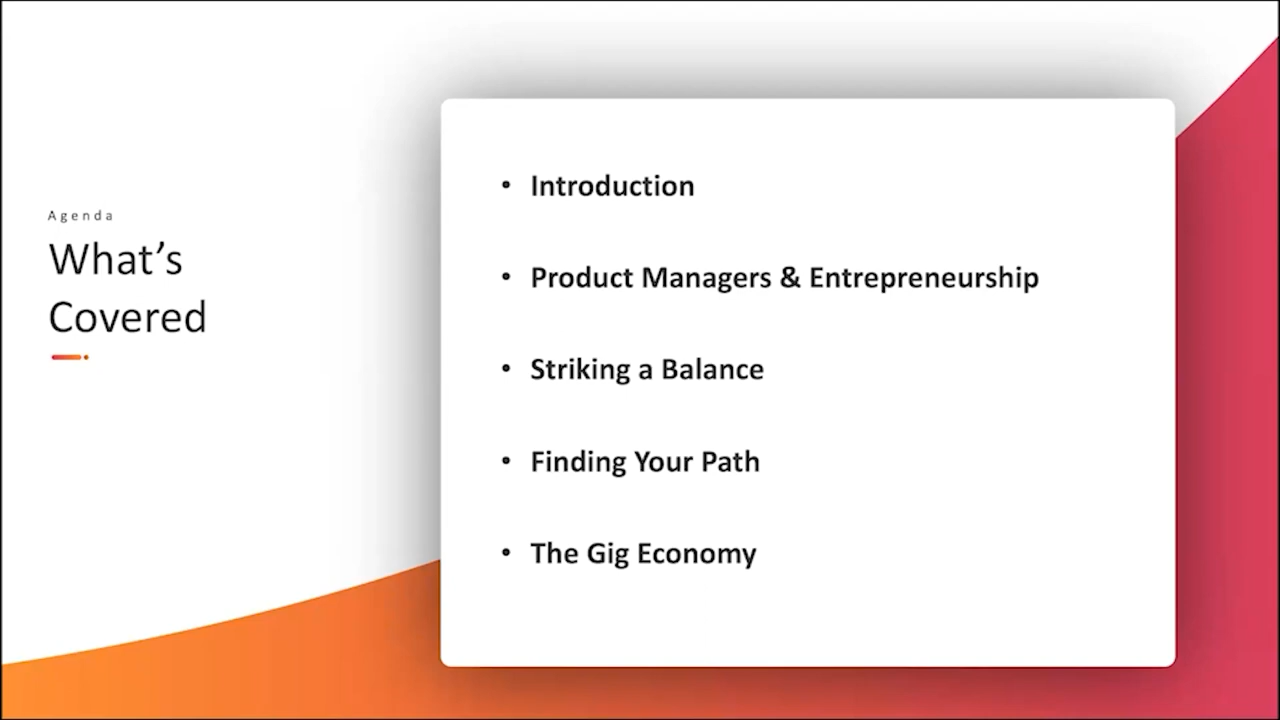 Agenda
What’s
Covered
• Introduction
• Product Managers & Entrepreneurship
• Striking a Balance
• Finding Your Path
• The Gig Economy